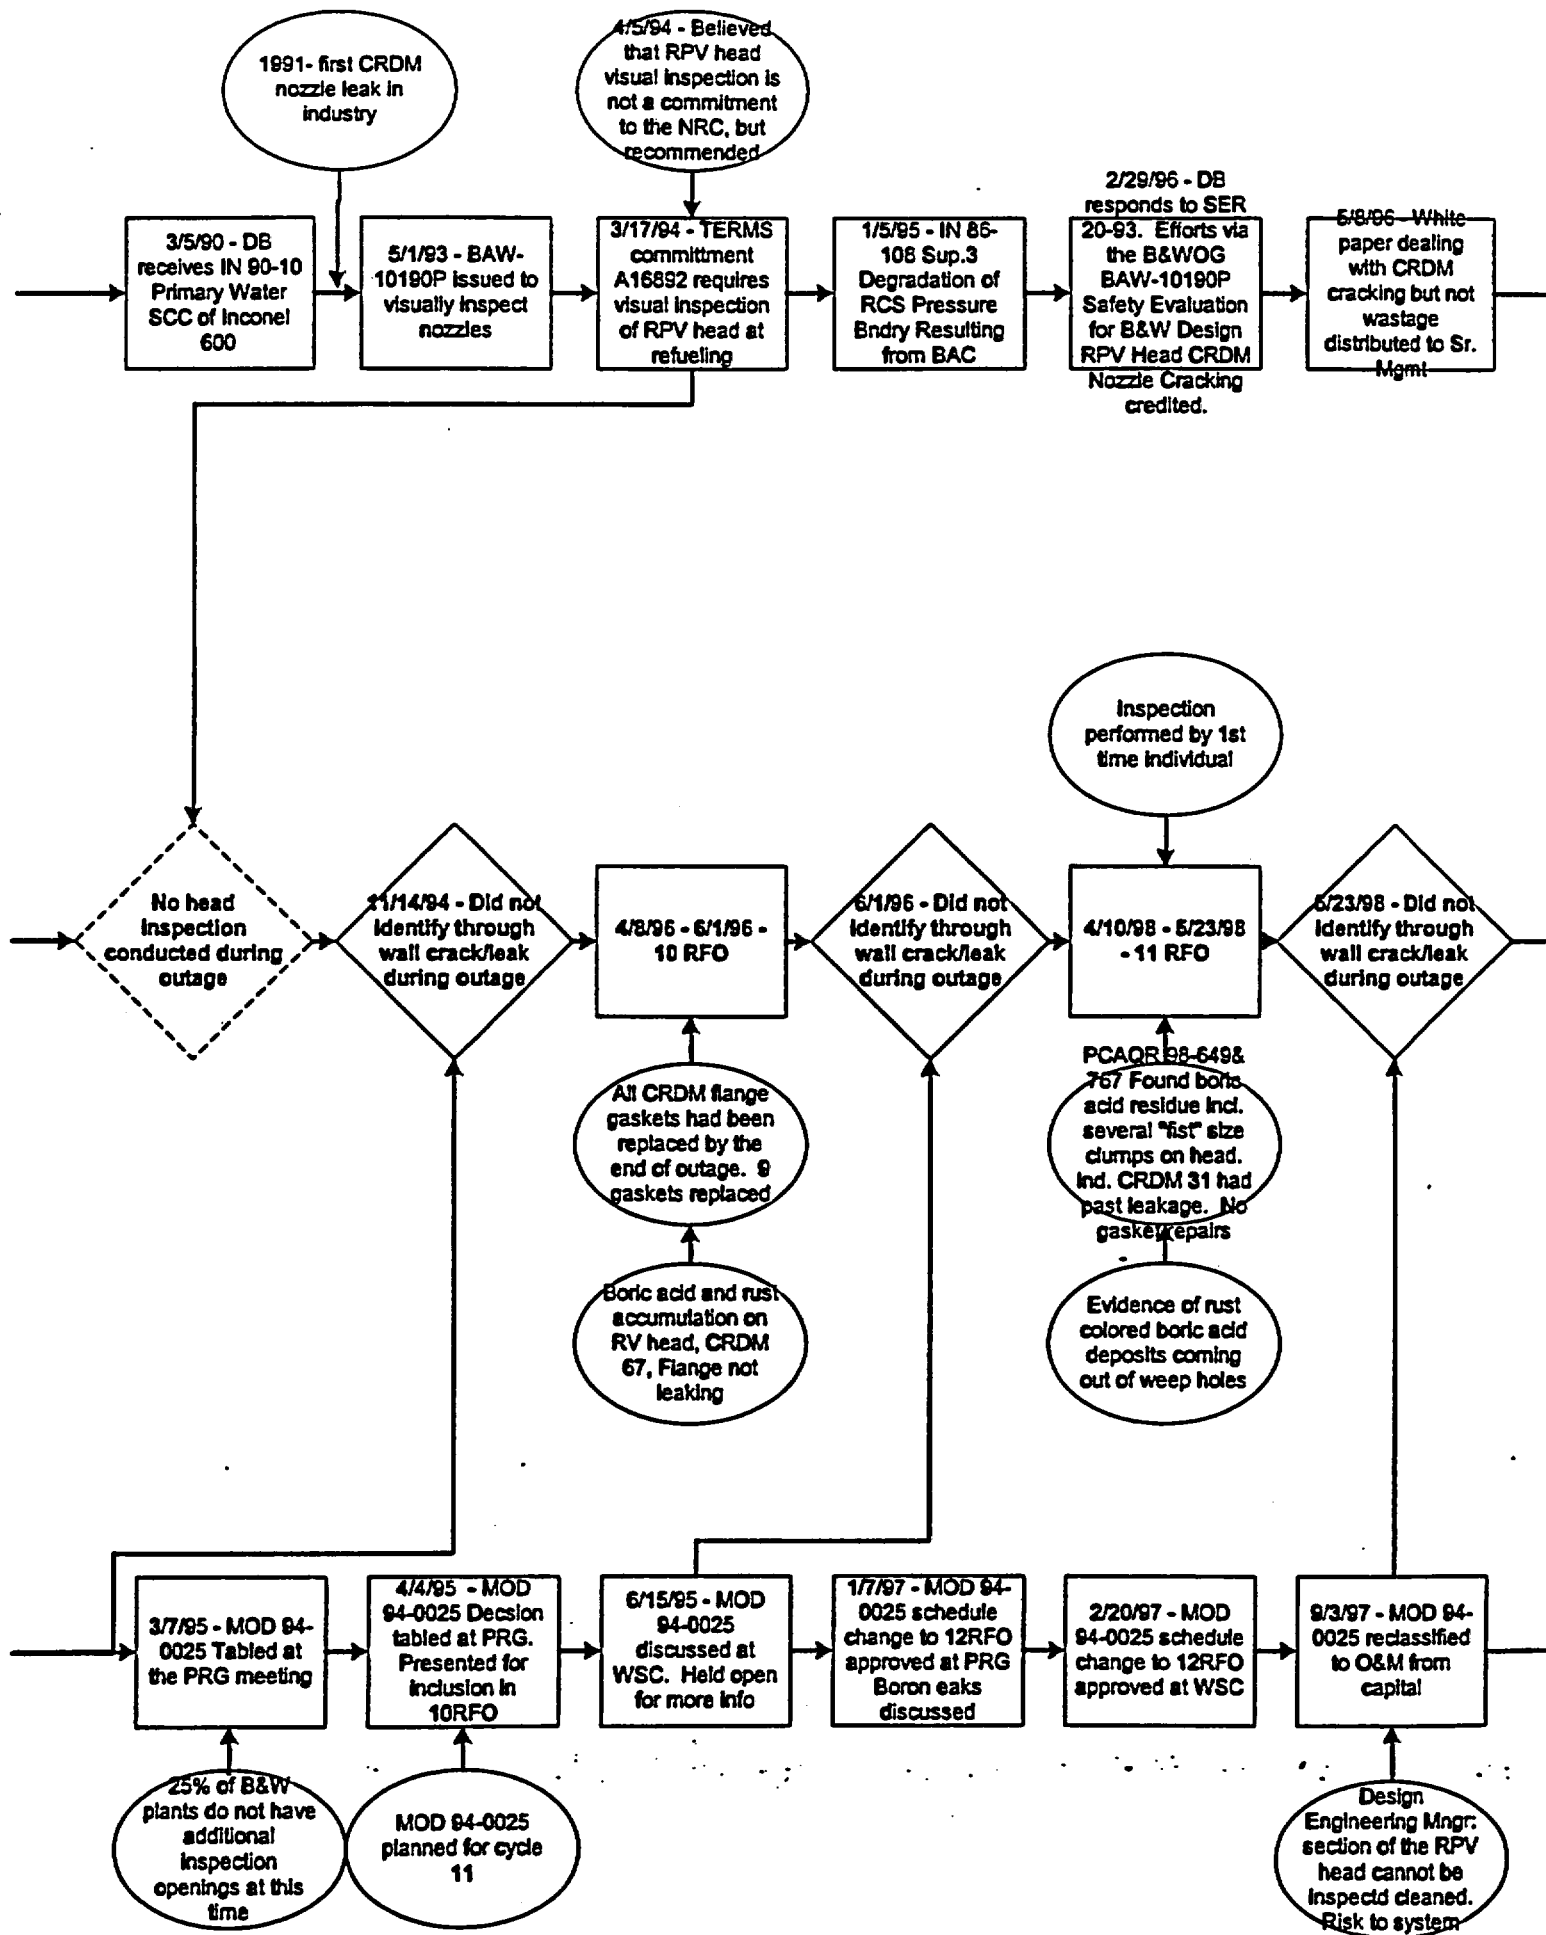 1991- first CRDM
nozzle leak in
industry
4/5/94 - Believed
that RPV head
visual inspection is
not a commitment
to the NRC, but
recommended
3/5/90 - DB
receives IN 90-10
Primary Water
SCC of Inconel
600
5/1/93 - BAW-
10190P issued to
visually inspect
nozzles
3/17/94 - TERMS
committment
A16892 requires
visual inspection
of RPV head at
refueling
1/5/95 - IN 86-
108 Sup.3
Degradation of
RCS Pressure
Bndry Resulting
from BAC
2/29/96 - DB
responds to SER
20-93. Efforts via
the B&WOG
BAW-10190P
Safety Evaluation
for B&W Design
RPV Head CRDM
Nozzle Cracking
credited.
5/8/96 - White
paper dealing
with CRDM
cracking but not
wastage
distributed to Sr.
Mgmt
Inspection
performed by 1st
time individual
No head
inspection
conducted during
outage
11/14/94 - Did not
identify through
wall crack/leak
during outage
4/8/96 - 6/1/96 -
10 RFO
6/1/96 - Did not
identify through
wall crack/leak
during outage
4/10/98 - 5/23/98
- 11 RFO
5/23/98 - Did not
identify through
wall crack/leak
during outage
All CRDM flange
gaskets had been
replaced by the
end of outage. 9
gaskets replaced
PCAQR 98-649&
767 Found boric
acid residue incl.
several "fist" size
clumps on head.
Ind. CRDM 31 had
past leakage. No
gasket repairs
Boric acid and rust
accumulation on
RV head, CRDM
67, Flange not
leaking
Evidence of rust
colored boric acid
deposits coming
out of weep holes
3/7/95 - MOD 94-
0025 Tabled at
the PRG meeting
4/4/95 - MOD
94-0025 Decsion
tabled at PRG.
Presented for
inclusion in
10RFO
6/15/95 - MOD
94-0025
discussed at
WSC. Held open
for more info
1/7/97 - MOD 94-
0025 schedule
change to 12RFO
approved at PRG
Boron eaks
discussed
2/20/97 - MOD
94-0025 schedule
change to 12RFO
approved at WSC
9/3/97 - MOD 94-
0025 reclassified
to O&M from
capital
25% of B&W
plants do not have
additional
inspection
openings at this
time
MOD 94-0025
planned for cycle
11
Design
Engineering Mngr:
section of the RPV
head cannot be
inspectd cleaned.
Risk to system